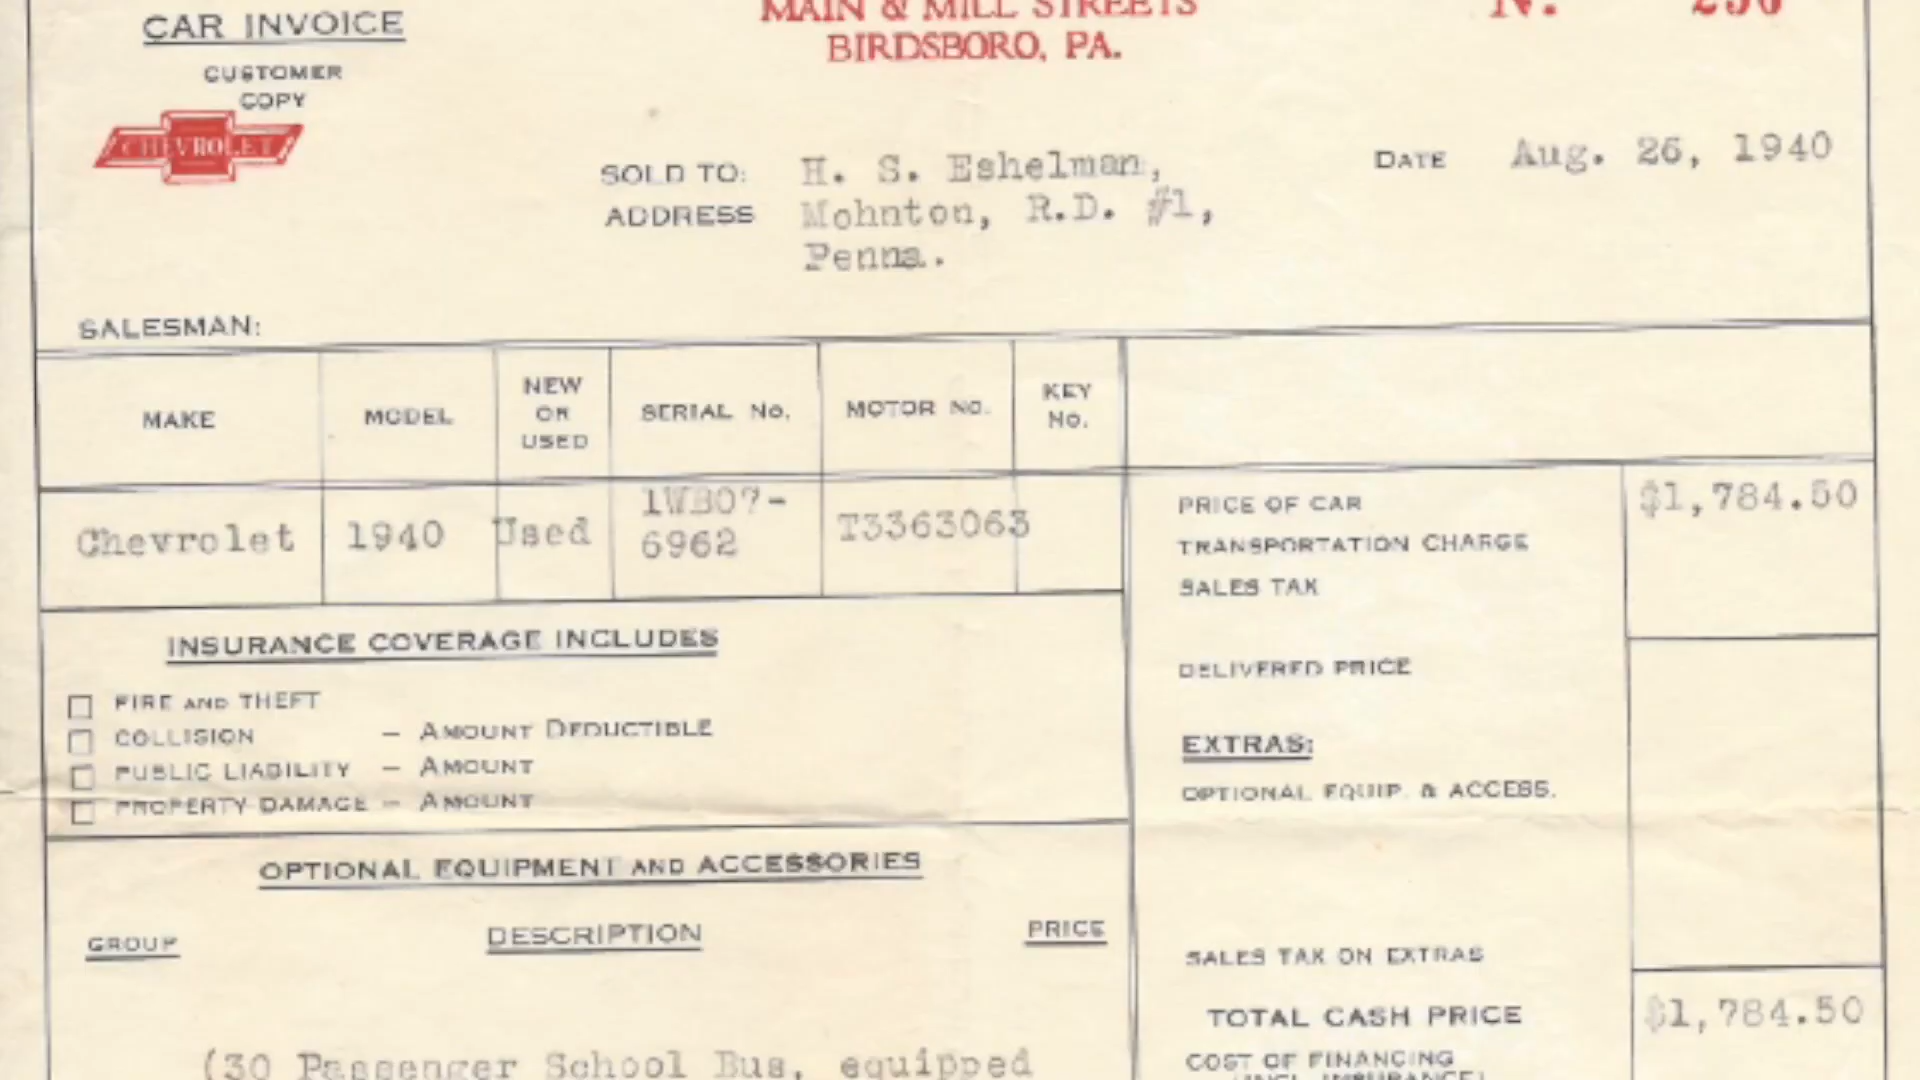 CAR INVOICE
MAIN & MILL STREETS
BIRDSBORO, PA.
CUSTOMER
COPY
CHEVROLET
SOLD TO: H. S. Eshelman,
DATE Aug. 26, 1940
ADDRESS Mohnton, R.D. #1,
Penna.
SALESMAN:
MAKE MODEL NEW OR USED SERIAL No. MOTOR No. KEY No.
Chevrolet 1940 Used 1WB07-6962 T3363063
PRICE OF CAR $1,784.50
TRANSPORTATION CHARGE
SALES TAX
DELIVERED PRICE
EXTRAS:
OPTIONAL EQUIP. & ACCESS.
SALES TAX ON EXTRAS
TOTAL CASH PRICE $1,784.50
COST OF FINANCING
INSURANCE COVERAGE INCLUDES
FIRE AND THEFT
COLLISION – AMOUNT DEDUCTIBLE
PUBLIC LIABILITY – AMOUNT
PROPERTY DAMAGE – AMOUNT
OPTIONAL EQUIPMENT AND ACCESSORIES
GROUP DESCRIPTION PRICE
(30 Passenger School Bus, equipped